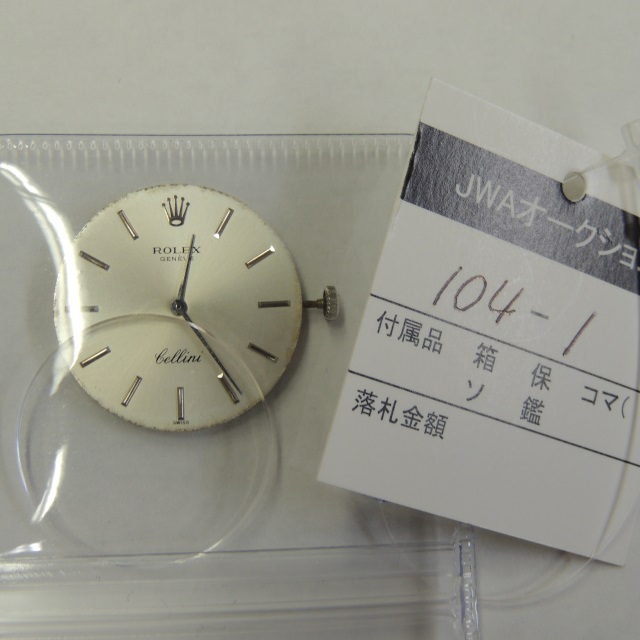 ROLEX
GENEVE
Cellini
SWISS
JWAオークショ
104-1
付属品 箱 保 コマ(
ソ 鑑
落札金額